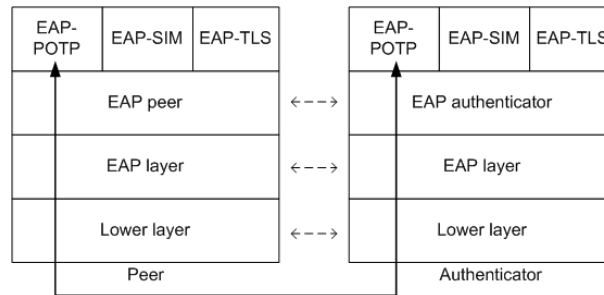 EAP-POTP EAP-SIM EAP-TLS EAP-POTP EAP-SIM EAP-TLS
EAP peer EAP authenticator
EAP layer EAP layer
Lower layer Lower layer
Peer Authenticator